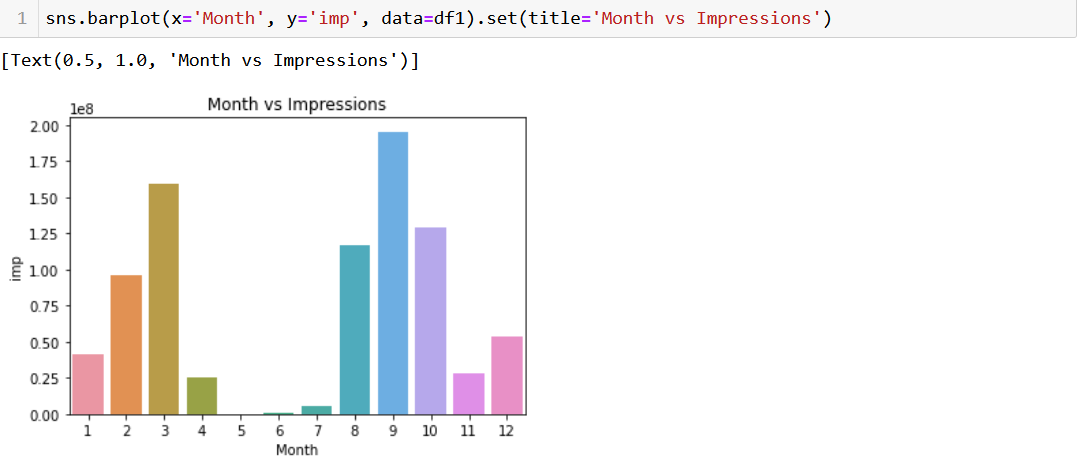 1 sns.barplot(x='Month', y='imp', data=df1).set(title='Month vs Impressions')
[Text(0.5, 1.0, 'Month vs Impressions')]
Month vs Impressions
1e8
2.00
1.75
1.50
1.25
1.00
0.75
0.50
0.25
0.00
imp
1 2 3 4 5 6 7 8 9 10 11 12
Month